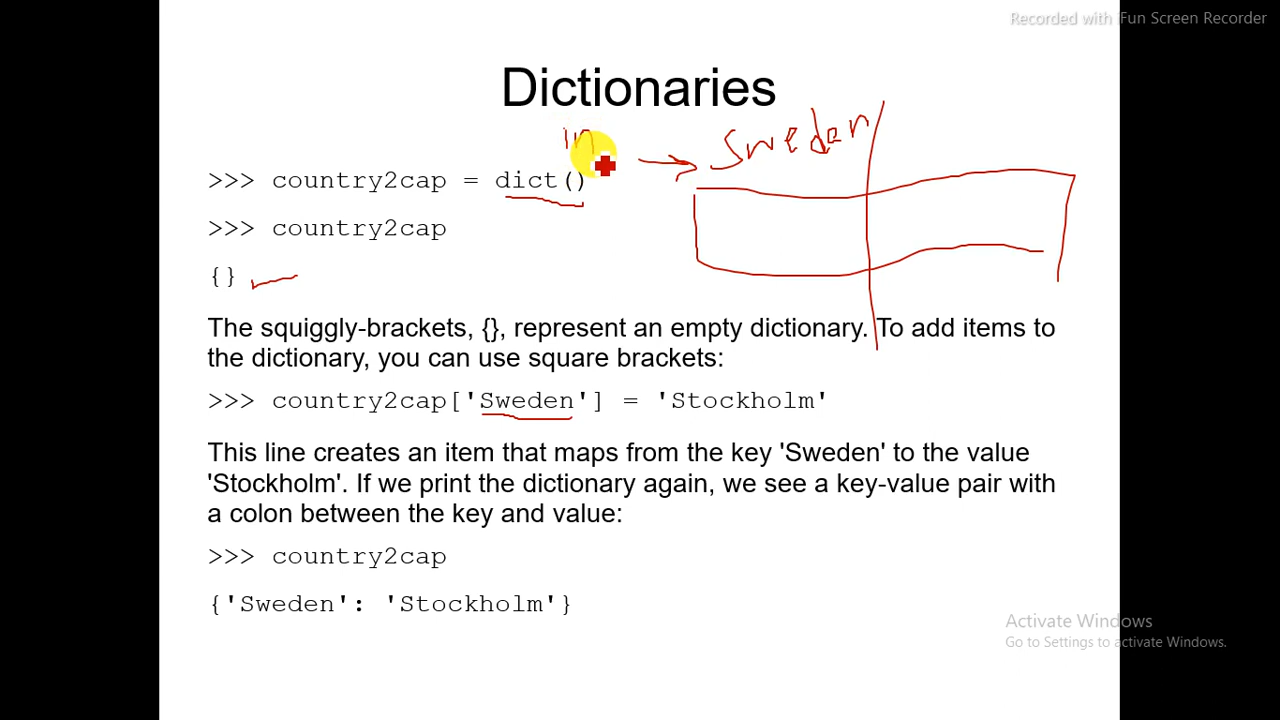 Recorded with iFun Screen Recorder
Dictionaries
in
Sweden
>>> country2cap = dict()
>>> country2cap
{}
The squiggly-brackets, {}, represent an empty dictionary. To add items to
the dictionary, you can use square brackets:
>>> country2cap['Sweden'] = 'Stockholm'
This line creates an item that maps from the key 'Sweden' to the value
'Stockholm'. If we print the dictionary again, we see a key-value pair with
a colon between the key and value:
>>> country2cap
{'Sweden': 'Stockholm'}
Activate Windows
Go to Settings to activate Windows.